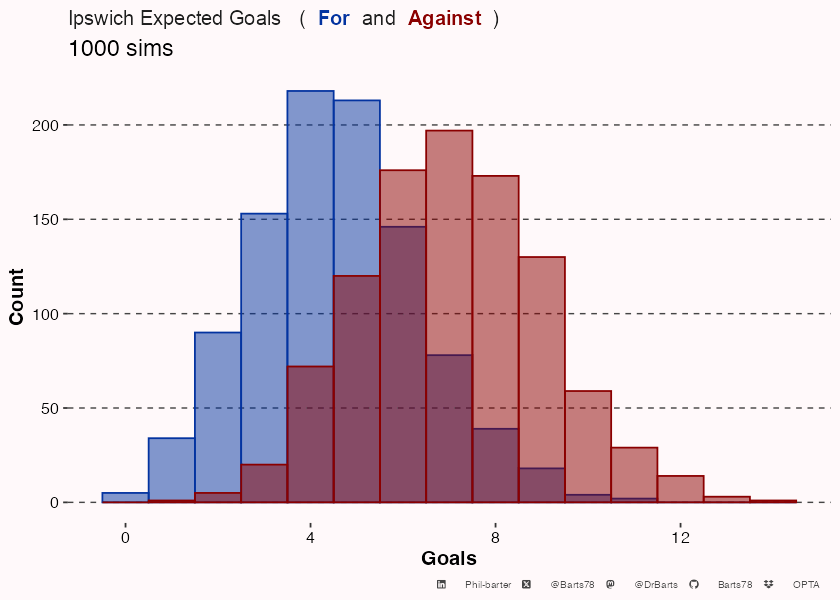 Ipswich Expected Goals ( For and Against )
1000 sims
Count
200
150
100
50
0
0 4 8 12
Goals
Phil-barter @Barts78 @DrBarts Barts78 OPTA